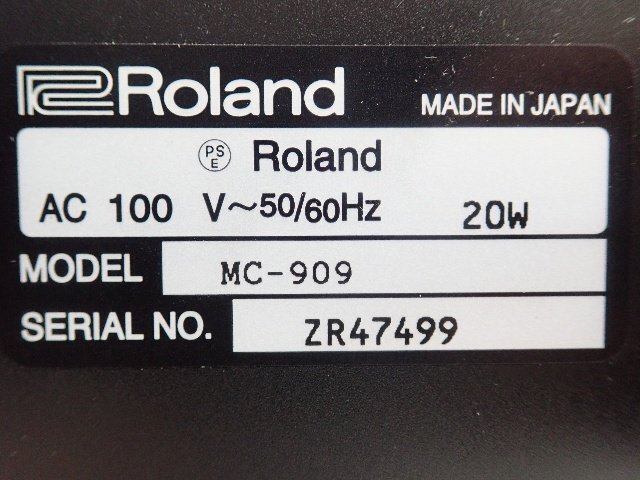 Roland MADE IN JAPAN
PS
E Roland
AC 100 V~50/60Hz 20W
MODEL MC-909
SERIAL NO. ZR47499